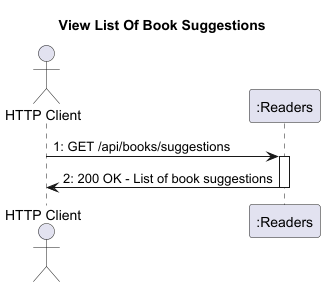 View List Of Book Suggestions
HTTP Client
:Readers
1: GET /api/books/suggestions
2: 200 OK - List of book suggestions
HTTP Client
:Readers